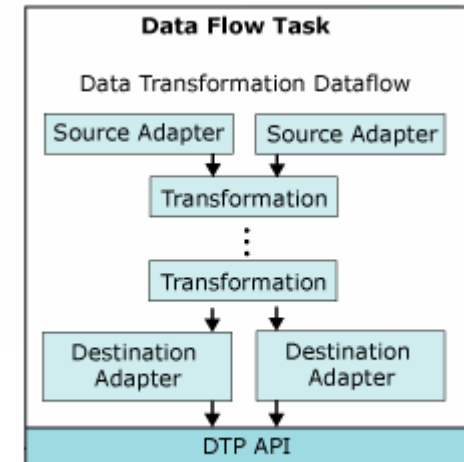 Data Flow Task
Data Transformation Dataflow
Source Adapter
Source Adapter
Transformation
Transformation
Destination
Adapter
Destination
Adapter
DTP API